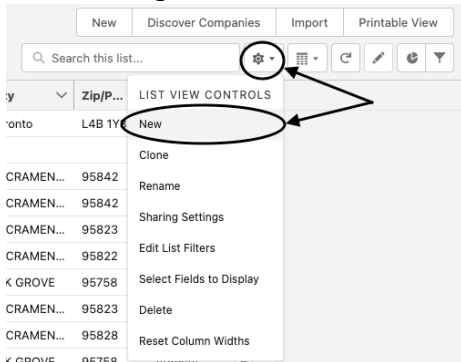 New Discover Companies Import Printable View
Search this list...
y Zip/P... LIST VIEW CONTROLS
ronto L4B 1Y New
Clone
CRAMEN... 95842
Rename
CRAMEN... 95842
Sharing Settings
CRAMEN... 95823
CRAMEN... 95822 Edit List Filters
K GROVE 95758 Select Fields to Display
CRAMEN... 95823 Delete
CRAMEN... 95828 Reset Column Widths
K GROVE 95758